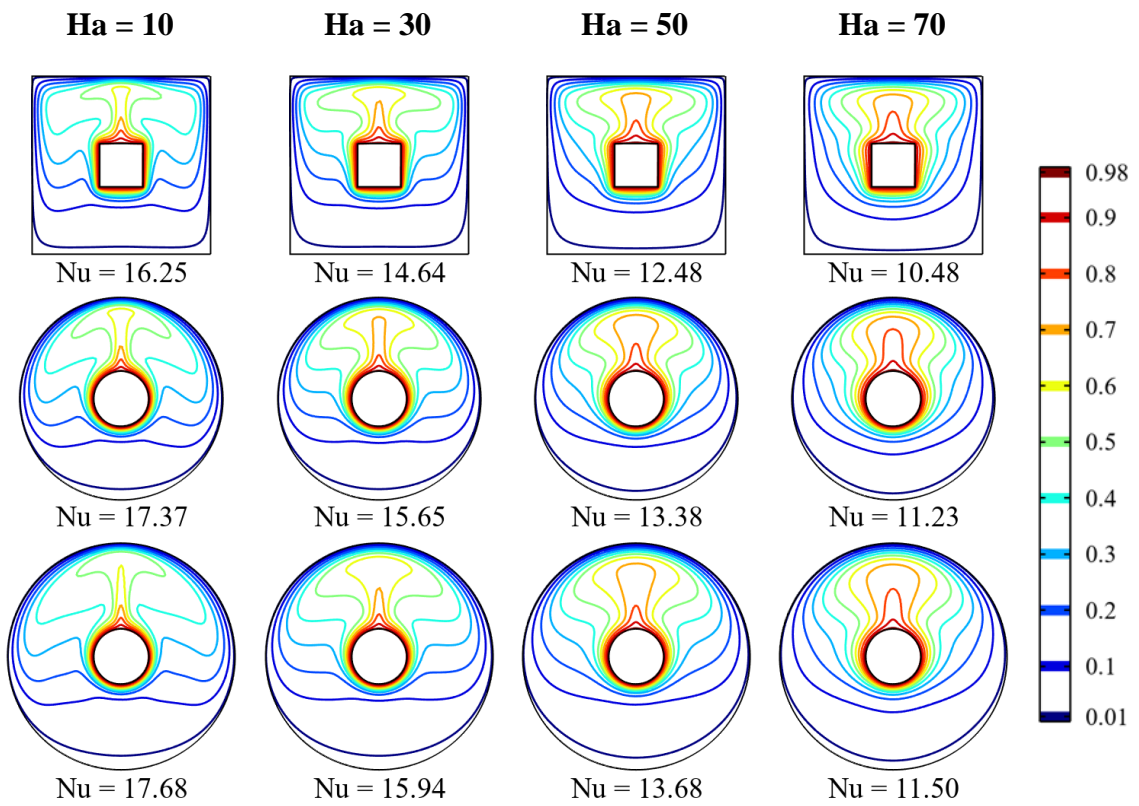 Ha = 10 Ha = 30 Ha = 50 Ha = 70
Nu = 16.25 Nu = 14.64 Nu = 12.48 Nu = 10.48
Nu = 17.37 Nu = 15.65 Nu = 13.38 Nu = 11.23
Nu = 17.68 Nu = 15.94 Nu = 13.68 Nu = 11.50
0.98
0.9
0.8
0.7
0.6
0.5
0.4
0.3
0.2
0.1
0.01